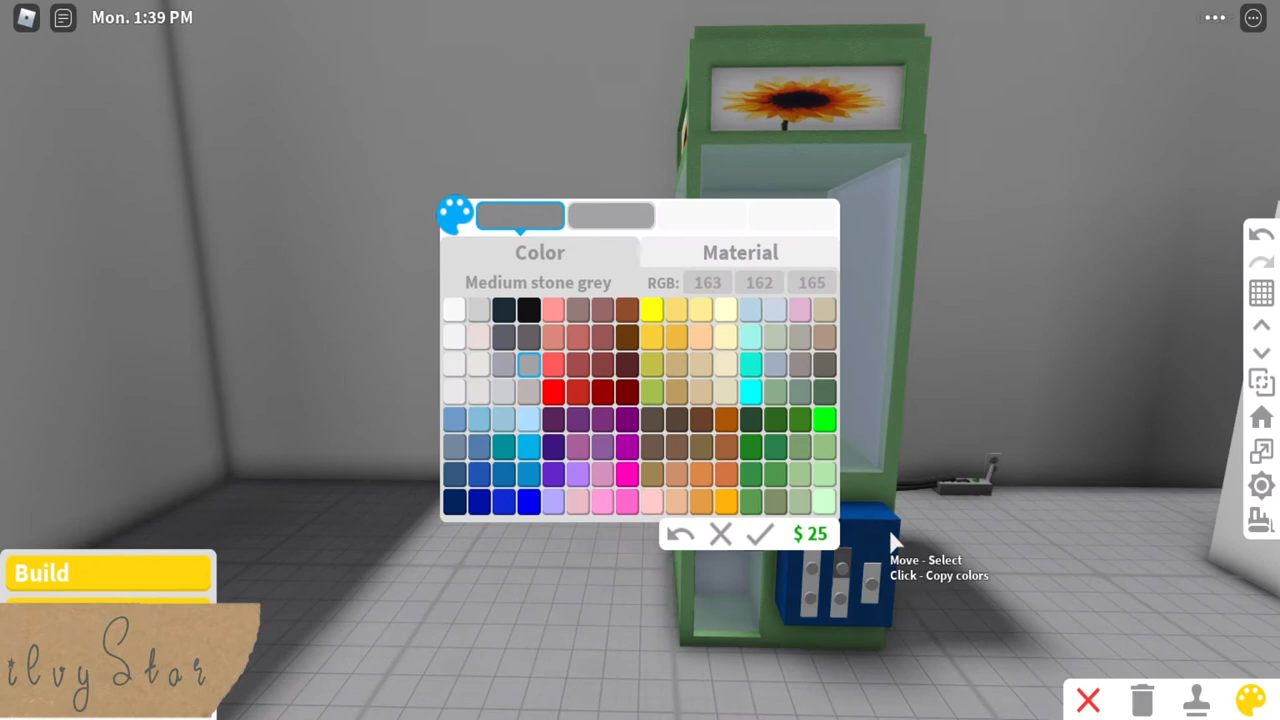 Mon. 1:39 PM
Color
Material
Medium stone grey
RGB: 163 162 165
$ 25
Move - Select
Click - Copy colors
Build
ilvyStar